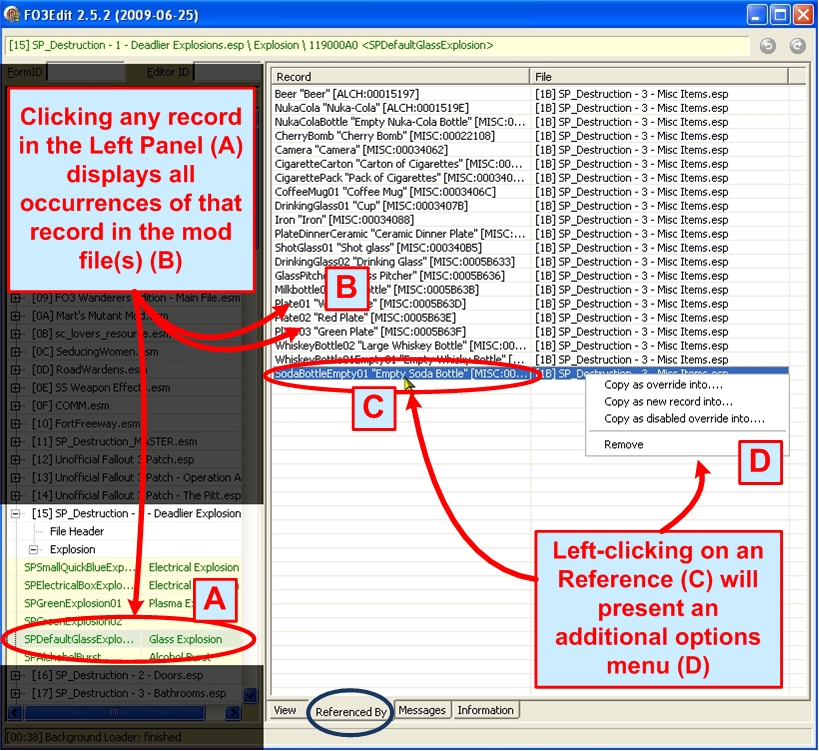 FO3Edit 2.5.2 (2009-06-25)
[15] SP_Destruction - 1 - Deadlier Explosions.esp \ Explosion \ 119000A0 <SPDefaultGlassExplosion>
FormID Editor ID
Clicking any record
in the Left Panel (A)
displays all
occurrences of that
record in the mod
file(s) (B)
[09] FO3 Wanderers Edition - Main File.esm
[0A] Mart's Mutant Mod.esm
[0B] sc_lovers_resource.esm
[0C] SeducingWomen.esm
[0D] RoadWardens.esm
[0E] SS Weapon Effects.esm
[0F] COMM.esm
[10] FortFreeway.esm
[11] SP_Destruction_MASTER.esm
[12] Unofficial Fallout 3 Patch.esp
[13] Unofficial Fallout 3 Patch - Operation A
[14] Unofficial Fallout 3 Patch - The Pitt.esp
[15] SP_Destruction - - Deadlier Explosion
File Header
Explosion
SPSmallQuickBlueExp... Electrical Explosion
SPElectricalBoxExplo... Electrical Explosion
SPGreenExplosion01 Plasma E
A
SPGreenExplosion02
SPDefaultGlassExplo... Glass Explosion
SPAlchoholBurst Alcohol Burst
[16] SP_Destruction - 2 - Doors.esp
[17] SP_Destruction - 3 - Bathrooms.esp
[00:38] Background Loader: finished
Record File
Beer "Beer" [ALCH:00015197] [1B] SP_Destruction - 3 - Misc Items.esp
NukaCola "Nuka-Cola" [ALCH:0001519E] [1B] SP_Destruction - 3 - Misc Items.esp
NukaColaBottle "Empty Nuka-Cola Bottle" [MISC:0... [1B] SP_Destruction - 3 - Misc Items.esp
CherryBomb "Cherry Bomb" [MISC:00022108] [1B] SP_Destruction - 3 - Misc Items.esp
Camera "Camera" [MISC:00034062] [1B] SP_Destruction - 3 - Misc Items.esp
CigaretteCarton "Carton of Cigarettes" [MISC:00... [1B] SP_Destruction - 3 - Misc Items.esp
CigarettePack "Pack of Cigarettes" [MISC:000340... [1B] SP_Destruction - 3 - Misc Items.esp
CoffeeMug01 "Coffee Mug" [MISC:0003406C] [1B] SP_Destruction - 3 - Misc Items.esp
DrinkingGlass01 "Cup" [MISC:0003407B] [1B] SP_Destruction - 3 - Misc Items.esp
Iron "Iron" [MISC:00034088] [1B] SP_Destruction - 3 - Misc Items.esp
PlateDinnerCeramic "Ceramic Dinner Plate" [MISC:... [1B] SP_Destruction - 3 - Misc Items.esp
ShotGlass01 "Shot glass" [MISC:000340B5] [1B] SP_Destruction - 3 - Misc Items.esp
DrinkingGlass02 "Drinking Glass" [MISC:0005B633] [1B] SP_Destruction - 3 - Misc Items.esp
GlassPitche s Pitcher" [MISC:0005B636] [1B] SP_Destruction - 3 - Misc Items.esp
B
Milkbottle0 [MISC:0005B63B] [1B] SP_Destruction - 3 - Misc Items.esp
Plate01 "W late" [MISC:0005B63D] [1B] SP_Destruction - 3 - Misc Items.esp
Plate02 "Red Plate" [MISC:0005B63E] [1B] SP_Destruction - 3 - Misc Items.esp
03 "Green Plate" [MISC:0005B63F] [1B] SP_Destruction - 3 - Misc Items.esp
WhiskeyBottle02 "Large Whiskey Bottle" [MISC:00... [1B] SP_Destruction - 3 - Misc Items.esp
WhiskeyBottle01Empty01 "Empty Whisky Bottle" [... [1B] SP_Destruction - 3 - Misc Items.esp
SodaBottleEmpty01 "Empty Soda Bottle" [MISC:00... [1B] SP_Destruction - 3 - Misc Items.esp
C
Copy as override into....
Copy as new record into...
Copy as disabled override into....
Remove
D
Left-clicking on an
Reference (C) will
present an
additional options
menu (D)
View Referenced By Messages Information